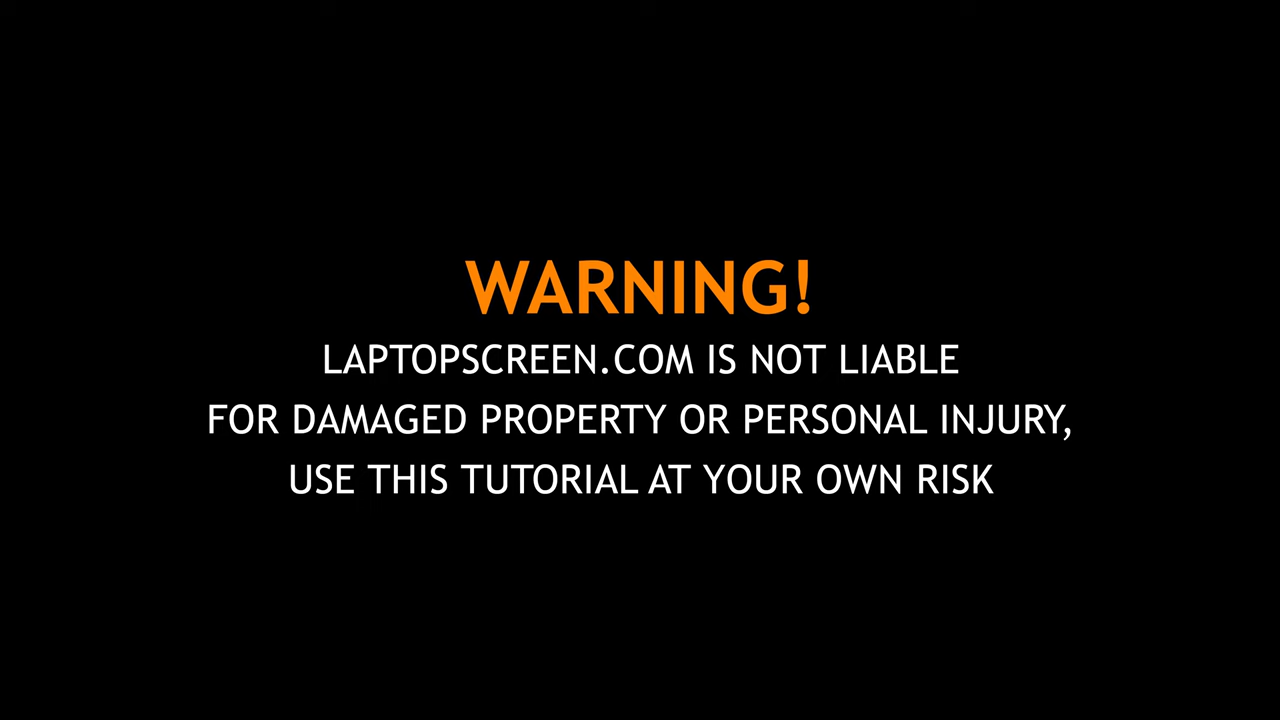 WARNING!
LAPTOPSCREEN.COM IS NOT LIABLE
FOR DAMAGED PROPERTY OR PERSONAL INJURY,
USE THIS TUTORIAL AT YOUR OWN RISK